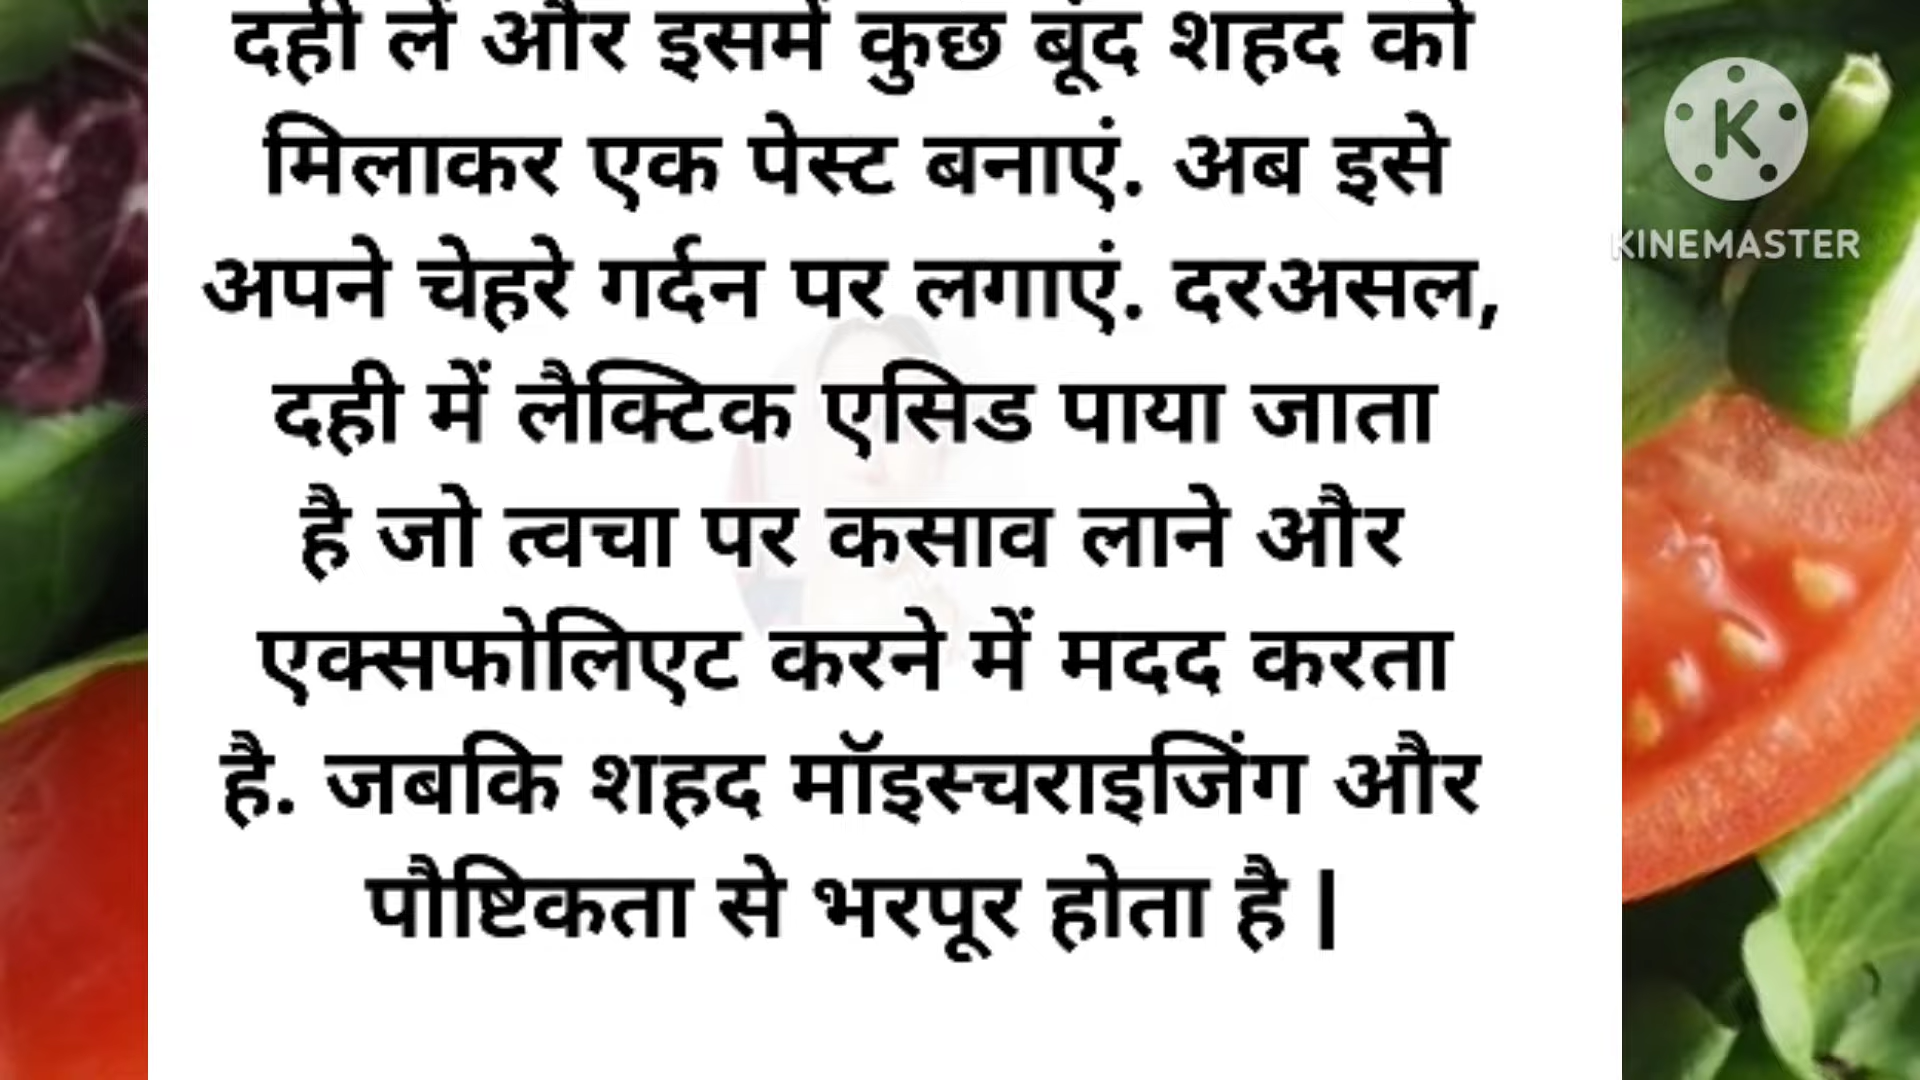 दही लें और इसमें कुछ बूंद शहद को
मिलाकर एक पेस्ट बनाएं. अब इसे
अपने चेहरे गर्दन पर लगाएं. दरअसल,
दही में लैक्टिक एसिड पाया जाता
है जो त्वचा पर कसाव लाने और
एक्सफोलिएट करने में मदद करता
है. जबकि शहद मॉइस्चराइजिंग और
पौष्टिकता से भरपूर होता है |
K
KINEMASTER